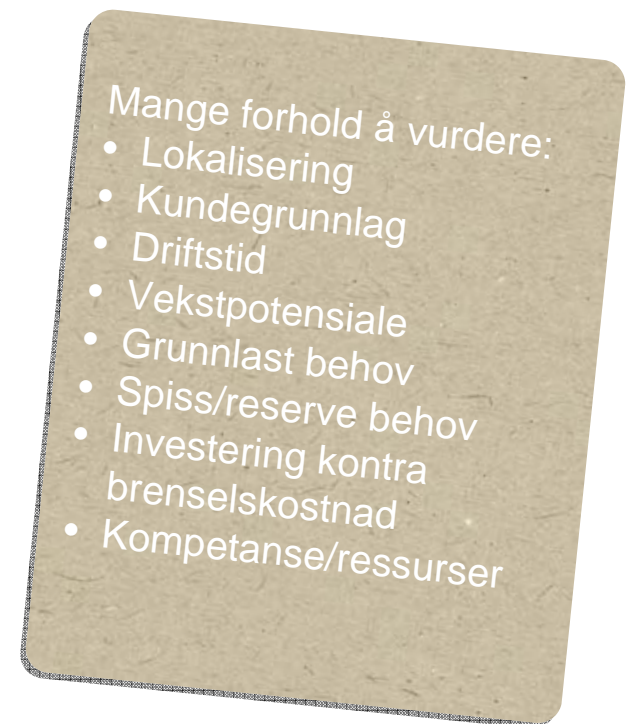 Mange forhold å vurdere:
• Lokalisering
• Kundegrunnlag
• Driftstid
• Vekstpotensiale
• Grunnlast behov
• Spiss/reserve behov
• Investering kontra
brenselskostnad
• Kompetanse/ressurser